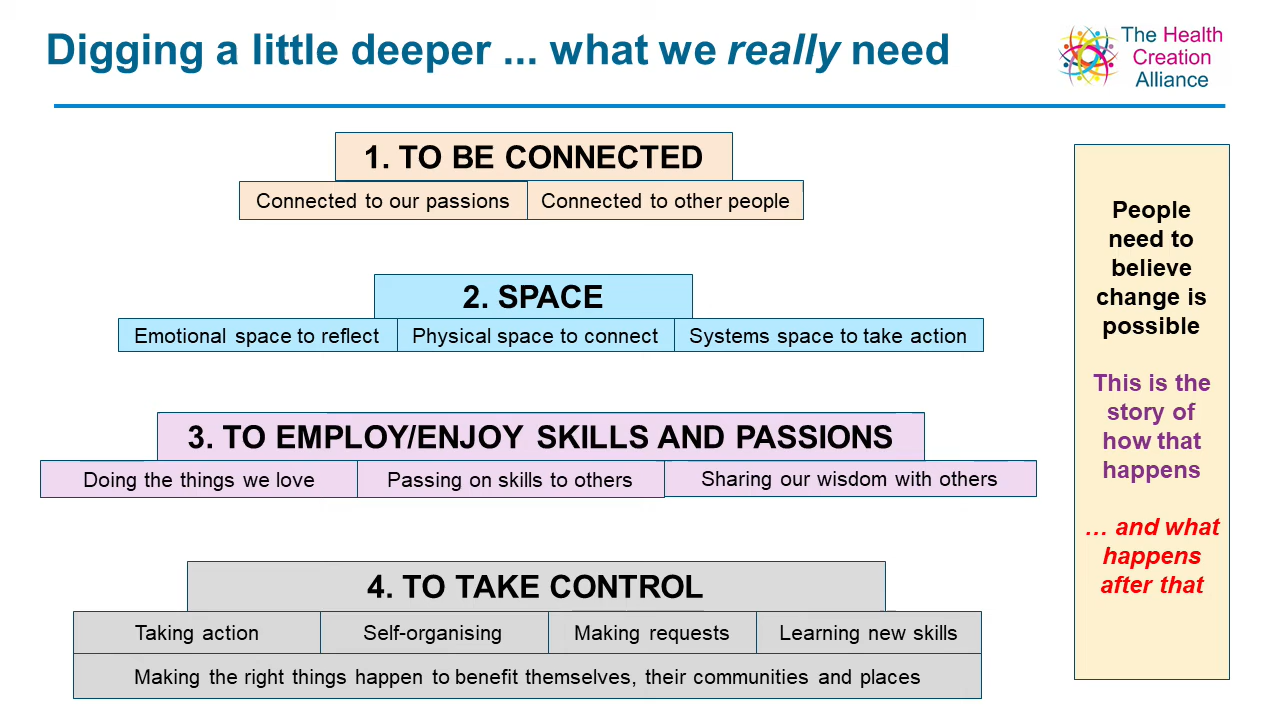 Digging a little deeper ... what we really need
The Health
Creation
Alliance
1. TO BE CONNECTED
Connected to our passions
Connected to other people
2. SPACE
Emotional space to reflect
Physical space to connect
Systems space to take action
3. TO EMPLOY/ENJOY SKILLS AND PASSIONS
Doing the things we love
Passing on skills to others
Sharing our wisdom with others
4. TO TAKE CONTROL
Taking action
Self-organising
Making requests
Learning new skills
Making the right things happen to benefit themselves, their communities and places
People
need to
believe
change is
possible
This is the
story of
how that
happens
... and what
happens
after that